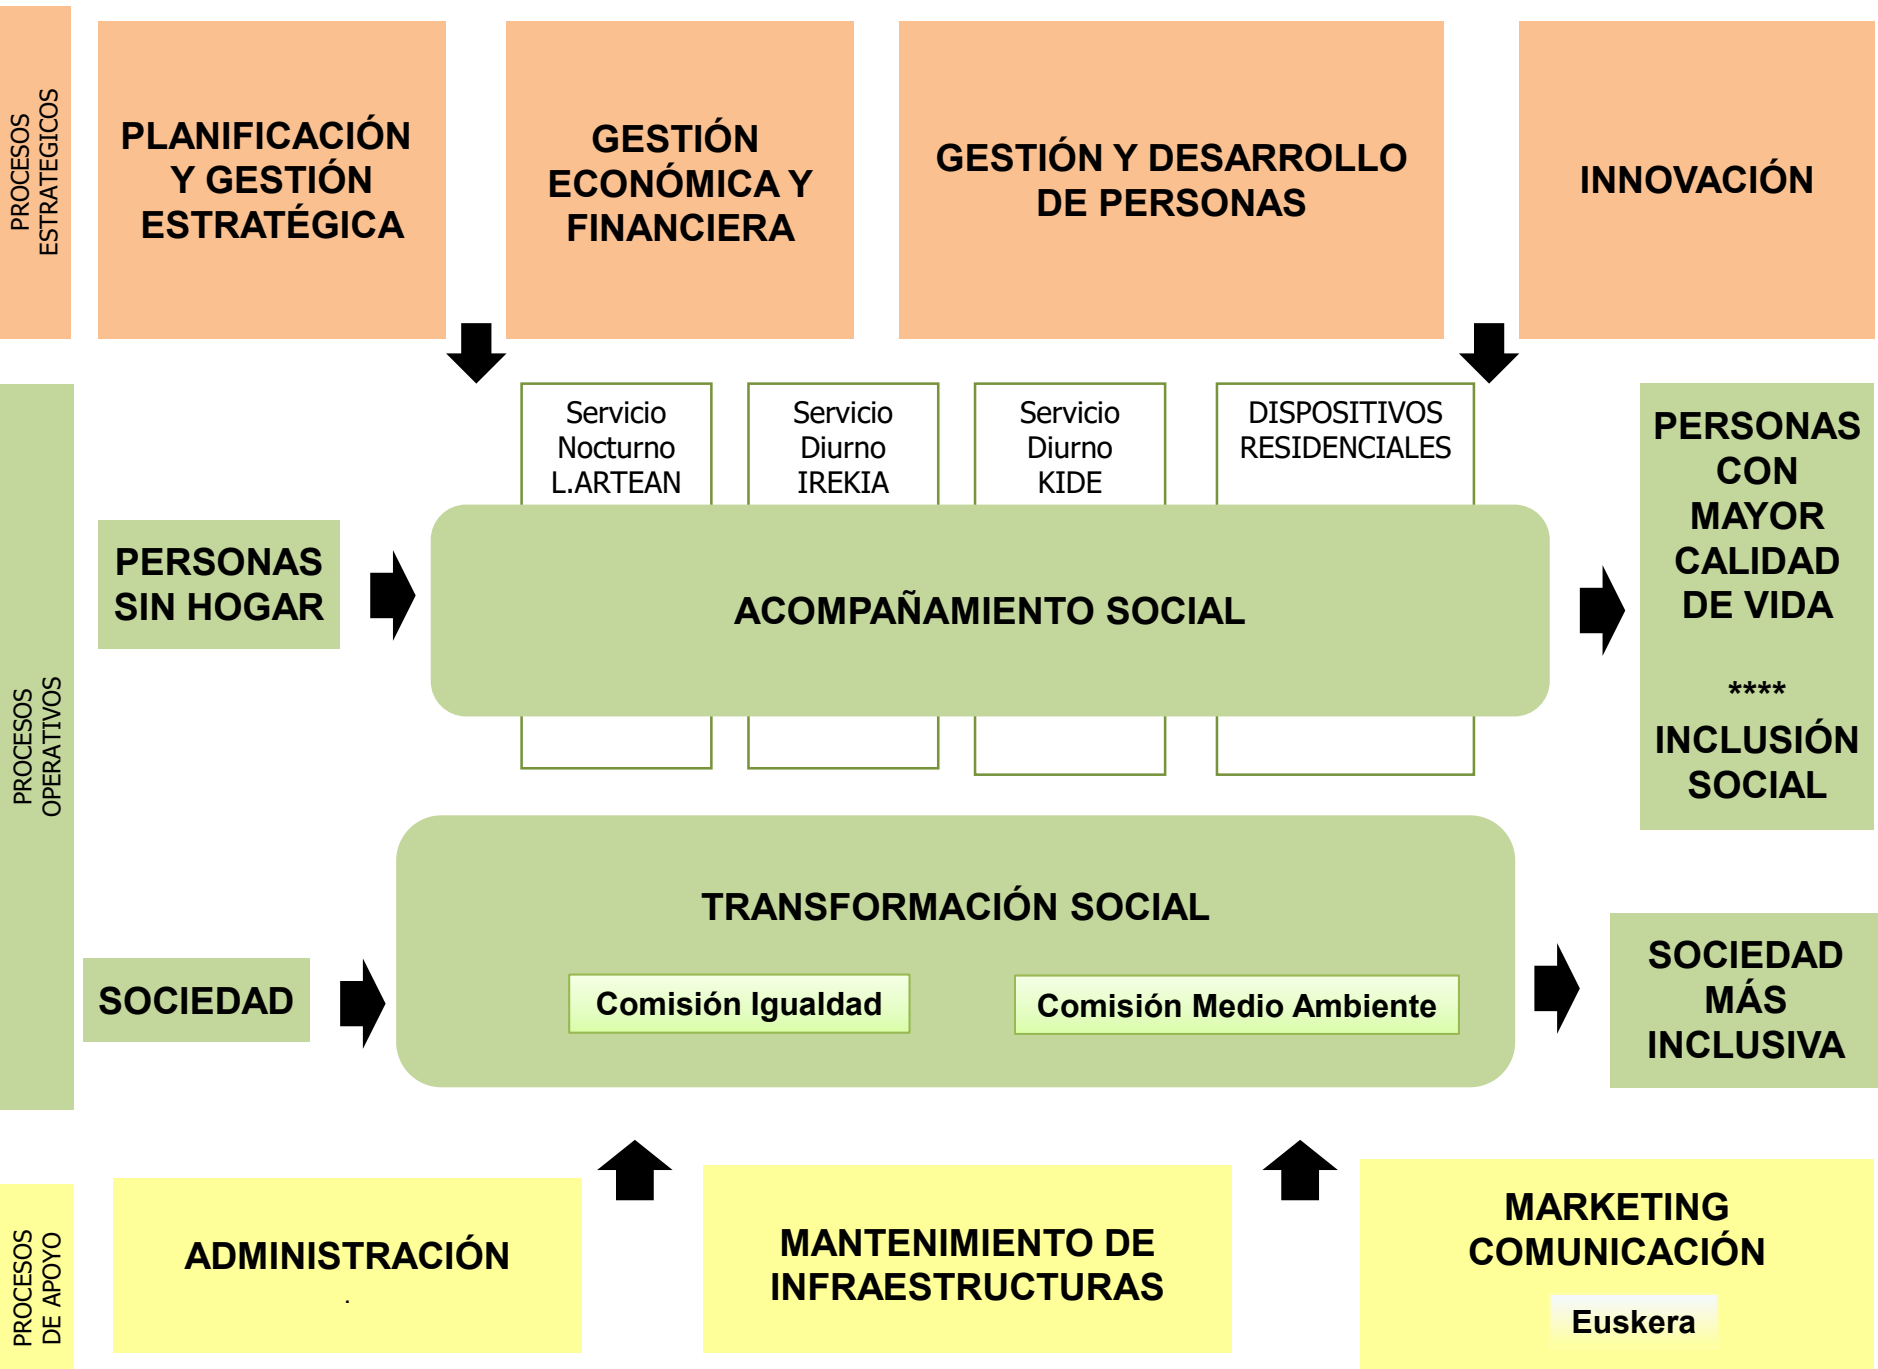 PROCESOS
ESTRATEGICOS
PLANIFICACIÓN
Y GESTIÓN
ESTRATÉGICA
GESTIÓN
ECONÓMICA Y
FINANCIERA
GESTIÓN Y DESARROLLO
DE PERSONAS
INNOVACIÓN
PROCESOS
OPERATIVOS
Servicio
Nocturno
L.ARTEAN
Servicio
Diurno
IREKIA
Servicio
Diurno
KIDE
DISPOSITIVOS
RESIDENCIALES
PERSONAS
SIN HOGAR
ACOMPAÑAMIENTO SOCIAL
PERSONAS
CON
MAYOR
CALIDAD
DE VIDA
****
INCLUSIÓN
SOCIAL
SOCIEDAD
TRANSFORMACIÓN SOCIAL
Comisión Igualdad
Comisión Medio Ambiente
SOCIEDAD
MÁS
INCLUSIVA
PROCESOS
DE APOYO
ADMINISTRACIÓN
.
MANTENIMIENTO DE
INFRAESTRUCTURAS
MARKETING
COMUNICACIÓN
Euskera